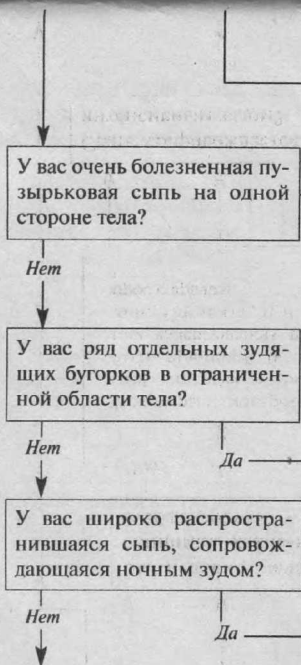 У вас очень болезненная пу-
зырьковая сыпь на одной
стороне тела?
Нет
У вас ряд отдельных зудя-
щих бугорков в ограничен-
ной области тела?
Нет
Да
У вас широко распростра-
нившаяся сыпь, сопровож-
дающаяся ночным зудом?
Нет
Да